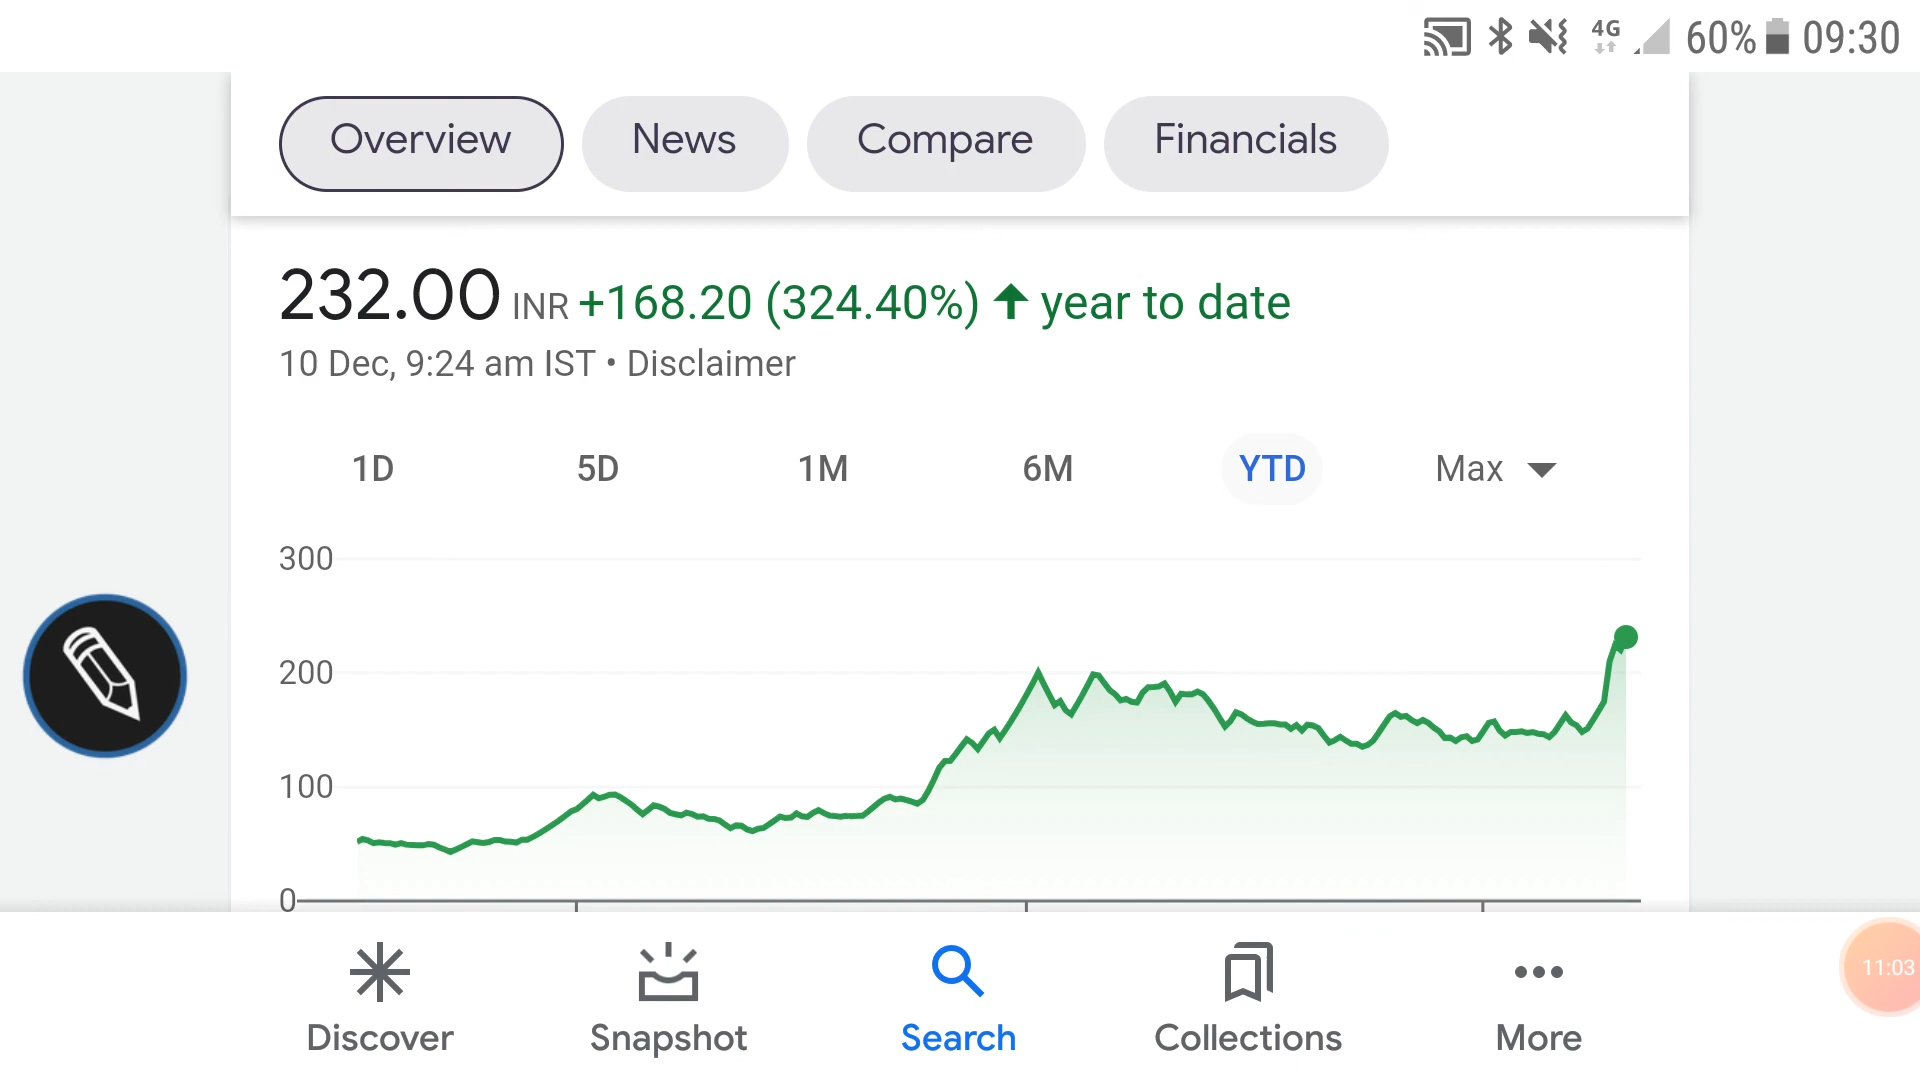 4G 60% 09:30
Overview News Compare Financials
232.00 INR +168.20 (324.40%) ↑ year to date
10 Dec, 9:24 am IST • Disclaimer
1D 5D 1M 6M YTD Max
300
200
100
0
11:03
Discover Snapshot Search Collections More